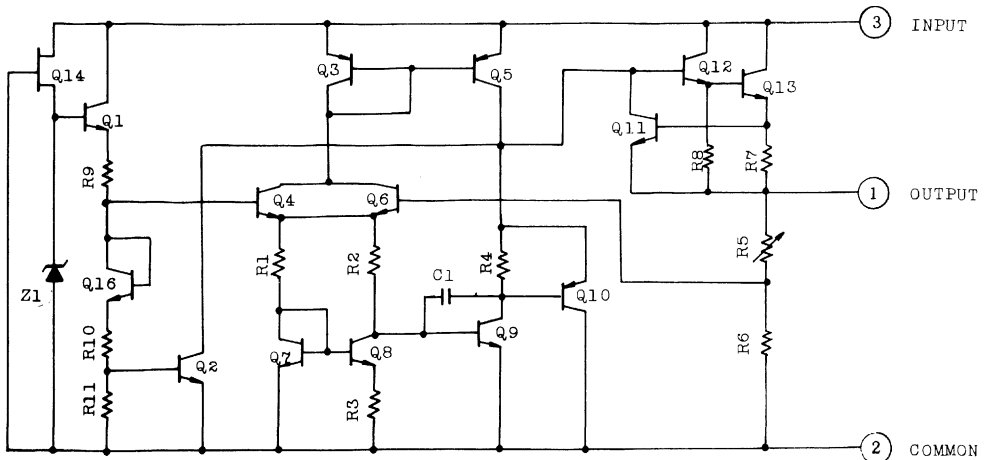 3 INPUT
Q14
Q3
Q5
Q12
Q13
Q1
Q11
R9
R8
R7
1 OUTPUT
Q4
Q6
R5
R1
R2
R4
C1
Z1
Q16
Q10
R10
Q7
Q8
Q9
R6
Q2
R11
R3
2 COMMON